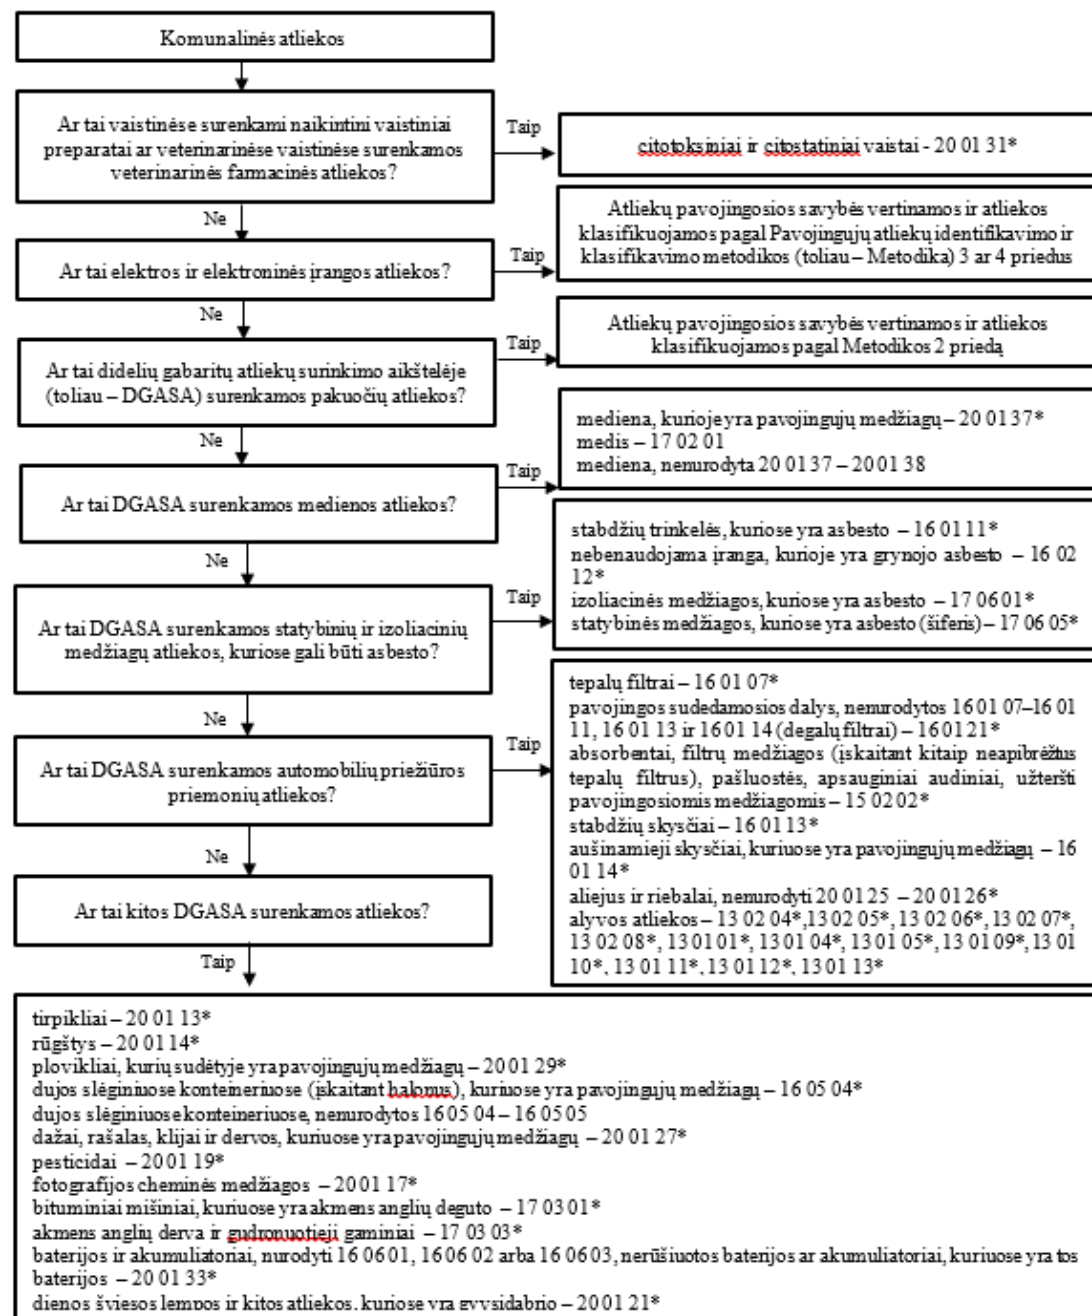 Komunalinės atliekos
Ar tai vaistinėse surenkami naikintini vaistiniai
preparatai ar veterinarinėse vaistinėse surenkamos
veterinarinės farmacinės atliekos?
Taip
citotoksiniai ir citostatiniai vaistai - 20 01 31*
Ne
Ar tai elektros ir elektroninės įrangos atliekos?
Taip
Atliekų pavojingosios savybės vertinamos ir atliekos
klasifikuojamos pagal Pavojingųjų atliekų identifikavimo ir
klasifikavimo metodikos (toliau – Metodika) 3 ar 4 priedus
Ne
Ar tai didelių gabaritų atliekų surinkimo aikštelėje
(toliau – DGASA) surenkamos pakuočių atliekos?
Taip
Atliekų pavojingosios savybės vertinamos ir atliekos
klasifikuojamos pagal Metodikos 2 priedą
Ne
Ar tai DGASA surenkamos medienos atliekos?
Taip
mediena, kurioje yra pavojingųjų medžiagų – 20 01 37*
medis – 17 02 01
mediena, nenurodyta 20 01 37 – 20 01 38
Ne
Ar tai DGASA surenkamos statybinių ir izoliacinių
medžiagų atliekos, kuriose gali būti asbesto?
Taip
stabdžių trinkelės, kuriose yra asbesto – 16 01 11*
nebenaudojama įranga, kurioje yra grynojo asbesto – 16 02
12*
izoliacinės medžiagos, kuriose yra asbesto – 17 06 01*
statybinės medžiagos, kuriose yra asbesto (šiferis) – 17 06 05*
Ne
Ar tai DGASA surenkamos automobilių priežiūros
priemonių atliekos?
Taip
tepalų filtrai – 16 01 07*
pavojingos sudedamosios dalys, nenurodytos 16 01 07–16 01
11, 16 01 13 ir 16 01 14 (degalų filtrai) – 16 01 21*
absorbentai, filtrų medžiagos (įskaitant kitaip neapibrėžtus
tepalų filtrus), pašluostės, apsauginiai audiniai, užteršti
pavojingosiomis medžiagomis – 15 02 02*
stabdžių skysčiai – 16 01 13*
aušinamieji skysčiai, kuriuose yra pavojingųjų medžiagų – 16
01 14*
aliejus ir riebalai, nenurodyti 20 01 25 – 20 01 26*
alyvos atliekos – 13 02 04*, 13 02 05*, 13 02 06*, 13 02 07*,
13 02 08*, 13 01 01*, 13 01 04*, 13 01 05*, 13 01 09*, 13 01
10*, 13 01 11*, 13 01 12*, 13 01 13*
Ne
Ar tai kitos DGASA surenkamos atliekos?
Taip
tirpikliai – 20 01 13*
rūgštys – 20 01 14*
plovikliai, kurių sudėtyje yra pavojingųjų medžiagų – 20 01 29*
dujos slėginiuose konteineriuose (įskaitant halonus), kuriuose yra pavojingųjų medžiagų – 16 05 04*
dujos slėginiuose konteineriuose, nenurodytos 16 05 04 – 16 05 05
dažai, rašalas, klijai ir dervos, kuriuose yra pavojingųjų medžiagų – 20 01 27*
pesticidai – 20 01 19*
fotografijos cheminės medžiagos – 20 01 17*
bituminiai mišiniai, kuriuose yra akmens anglių deguto – 17 03 01*
akmens anglių derva ir gudronuotieji gaminiai – 17 03 03*
baterijos ir akumuliatoriai, nurodyti 16 06 01, 16 06 02 arba 16 06 03, nerūšiuotos baterijos ar akumuliatoriai, kuriuose yra tos
baterijos – 20 01 33*
dienos šviesos lempos ir kitos atliekos, kuriose yra gyvsidabrio – 20 01 21*